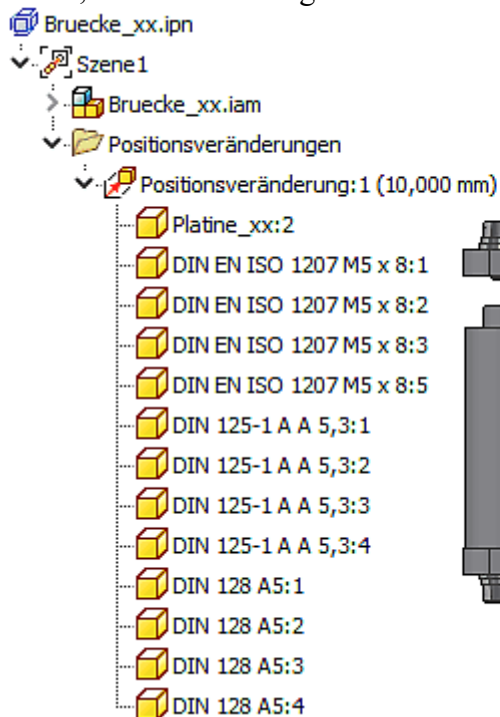 Bruecke_xx.ipn
Szene1
Bruecke_xx.iam
Positionsveränderungen
Positionsveränderung:1 (10,000 mm)
Platine_xx:2
DIN EN ISO 1207 M5 x 8:1
DIN EN ISO 1207 M5 x 8:2
DIN EN ISO 1207 M5 x 8:3
DIN EN ISO 1207 M5 x 8:5
DIN 125-1 A A 5,3:1
DIN 125-1 A A 5,3:2
DIN 125-1 A A 5,3:3
DIN 125-1 A A 5,3:4
DIN 128 A5:1
DIN 128 A5:2
DIN 128 A5:3
DIN 128 A5:4